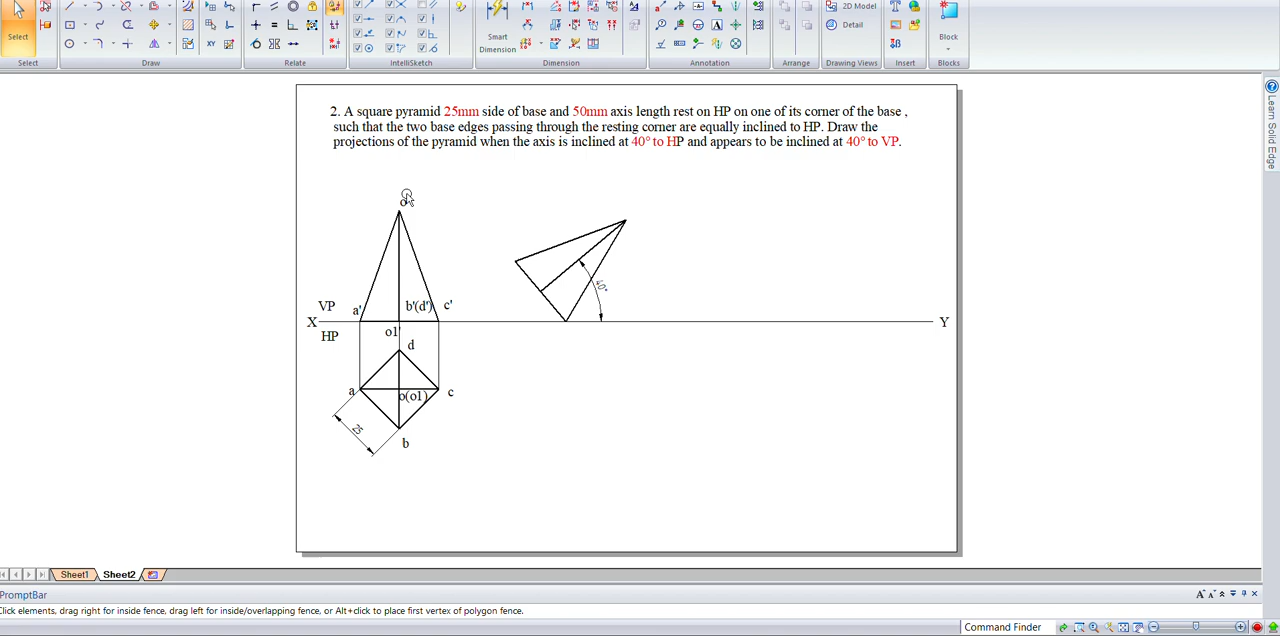 Select
Smart
Dimension
2D Model
Detail
Block
Select
Draw
Relate
IntelliSketch
Dimension
Annotation
Arrange
Drawing Views
Insert
Blocks
Learn Solid Edge
2. A square pyramid 25mm side of base and 50mm axis length rest on HP on one of its corner of the base ,
such that the two base edges passing through the resting corner are equally inclined to HP. Draw the
projections of the pyramid when the axis is inclined at 40° to HP and appears to be inclined at 40° to VP.
40°
VP
a'
b'(d')
c'
X
Y
HP
o1'
d
a
o(o1)
c
25
b
Sheet1
Sheet2
PromptBar
Click elements, drag right for inside fence, drag left for inside/overlapping fence, or Alt+click to place first vertex of polygon fence.
Command Finder